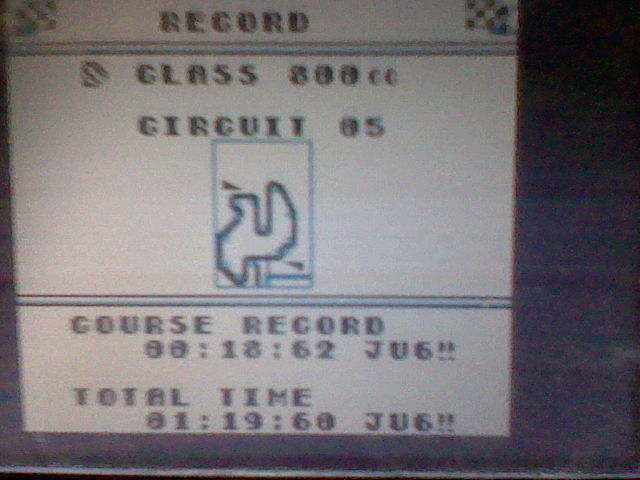 RECORD
CLASS 800cc
CIRCUIT 05
COURSE RECORD
00:18:62 JU6!!
TOTAL TIME
01:19:60 JU6!!